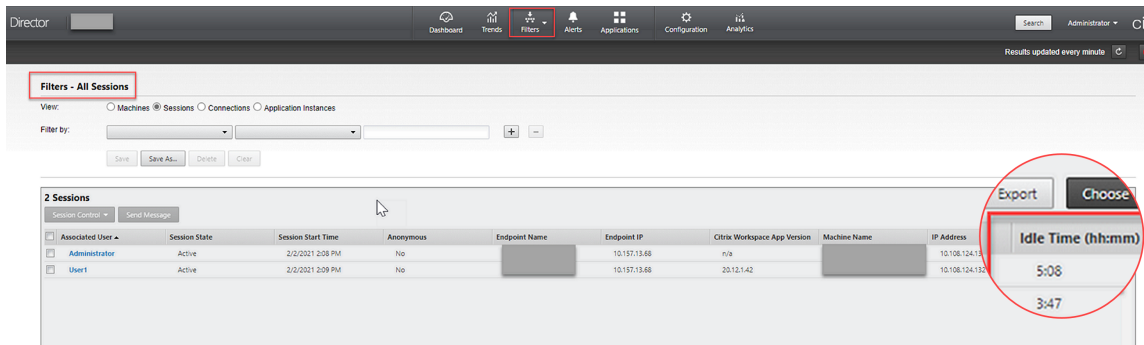 Director
Dashboard Trends Filters Alerts Applications Configuration Analytics Search Administrator
Results updated every minute
Filters - All Sessions
View: Machines Sessions Connections Application Instances
Filter by: + -
Save Save As... Delete Clear
2 Sessions
Session Control Send Message
Export Choose
Associated User Session State Session Start Time Anonymous Endpoint Name Endpoint IP Citrix Workspace App Version Machine Name IP Address Idle Time (hh:mm)
Administrator Active 2/2/2021 2:08 PM No 10.157.13.68 n/a 5:08
User1 Active 2/2/2021 2:09 PM No 10.157.13.68 20.12.1.42 10.108.124.132 3:47